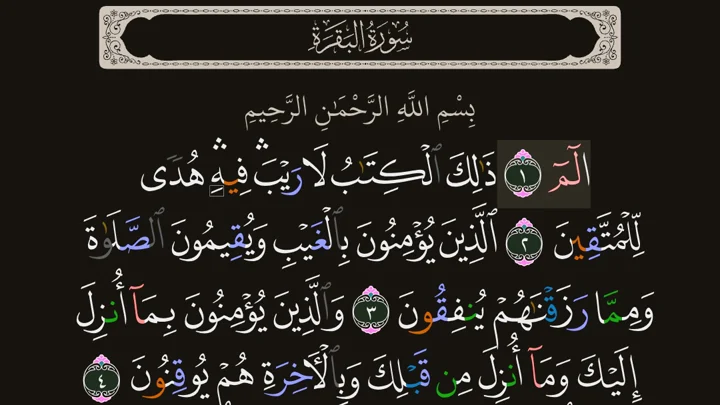 سُورَةُ البَقَرَةِ
بِسْمِ اللَّهِ الرَّحْمَـٰنِ الرَّحِيمِ
الٓمٓ ١ ذَٰلِكَ ٱلْكِتَـٰبُ لَا رَيْبَ ۛ فِيهِ ۛ هُدًى
لِّلْمُتَّقِينَ ٢ ٱلَّذِينَ يُؤْمِنُونَ بِٱلْغَيْبِ وَيُقِيمُونَ ٱلصَّلَوٰةَ
وَمِمَّا رَزَقْنَـٰهُمْ يُنفِقُونَ ٣ وَٱلَّذِينَ يُؤْمِنُونَ بِمَآ أُنزِلَ
إِلَيْكَ وَمَآ أُنزِلَ مِن قَبْلِكَ وَبِٱلْـَٔاخِرَةِ هُمْ يُوقِنُونَ ٤